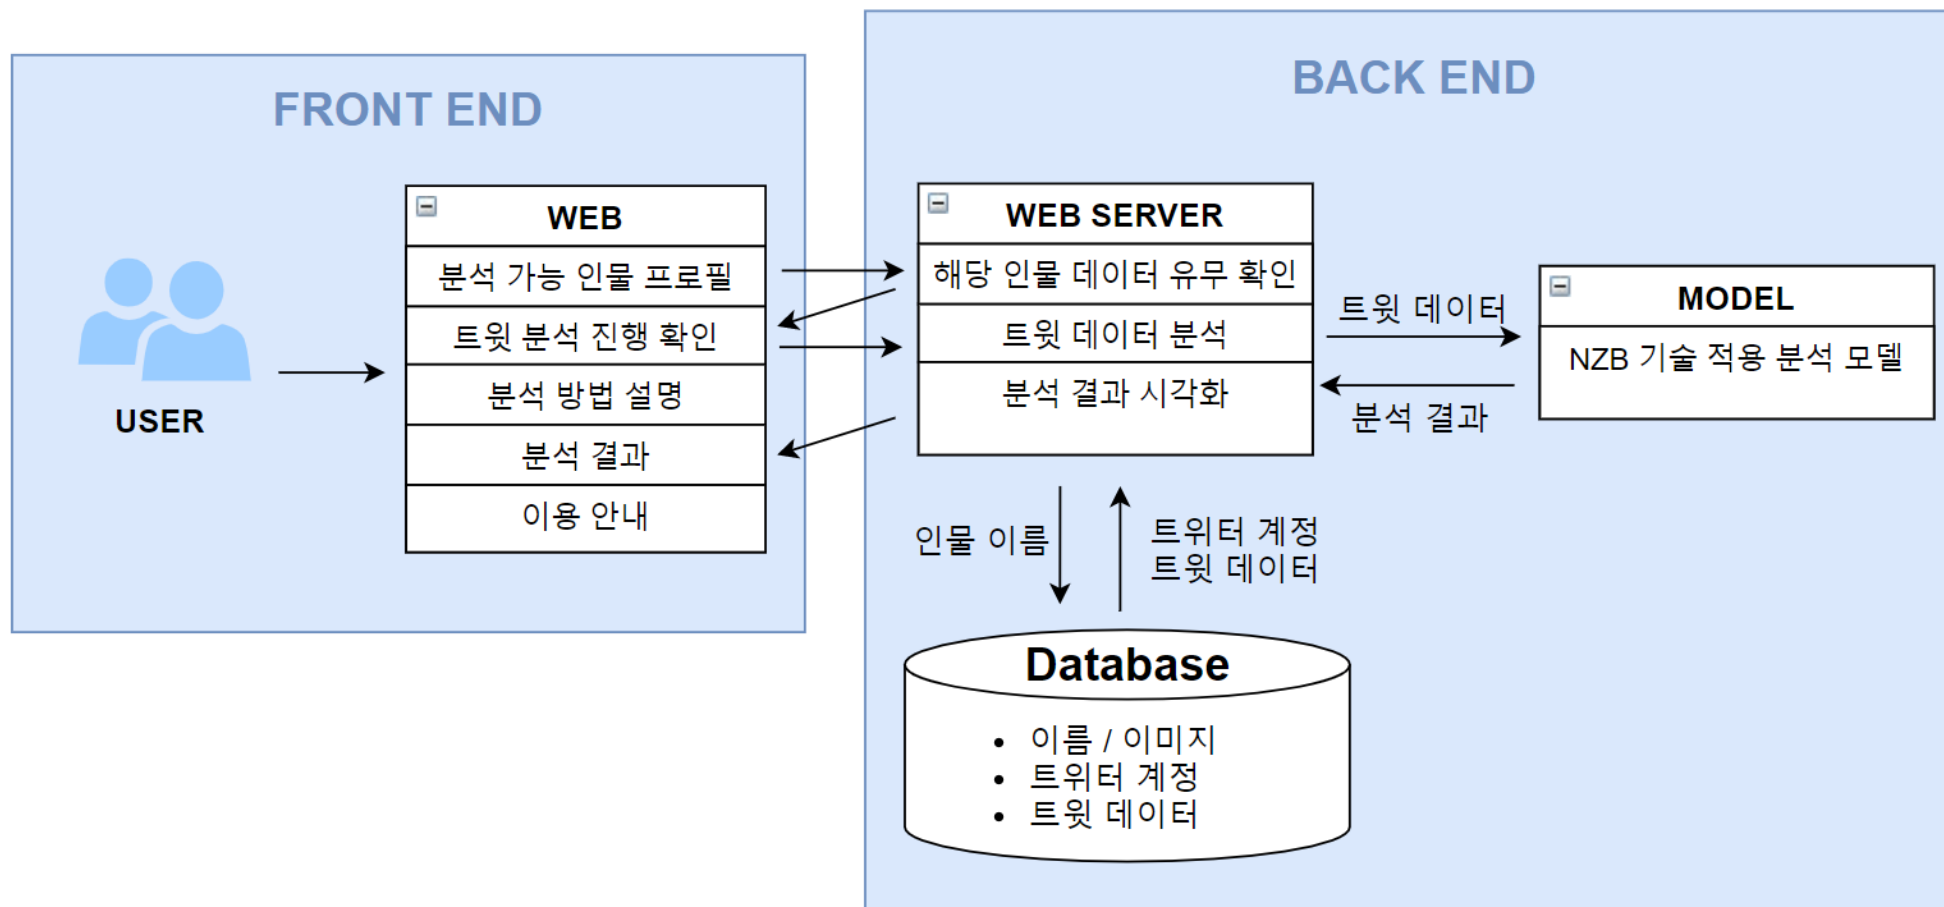 FRONT END
USER
WEB
분석 가능 인물 프로필
트윗 분석 진행 확인
분석 방법 설명
분석 결과
이용 안내
BACK END
WEB SERVER
해당 인물 데이터 유무 확인
트윗 데이터 분석
분석 결과 시각화
트윗 데이터
분석 결과
MODEL
NZB 기술 적용 분석 모델
인물 이름
트위터 계정
트윗 데이터
Database
• 이름 / 이미지
• 트위터 계정
• 트윗 데이터